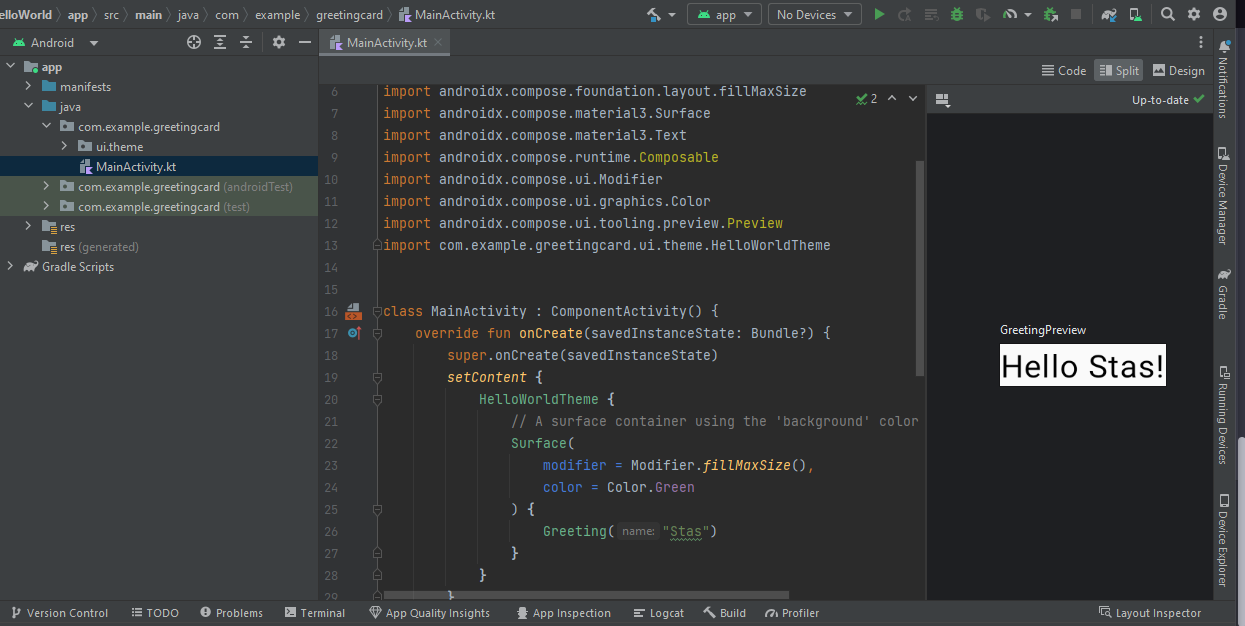 elloWorld app src main java com example greetingcard MainActivity.kt app No Devices
Android MainActivity.kt
Code Split Design
app
manifests
java
com.example.greetingcard
ui.theme
MainActivity.kt
com.example.greetingcard (androidTest)
com.example.greetingcard (test)
res
res (generated)
Gradle Scripts
2
6 import androidx.compose.foundation.layout.fillMaxSize
7 import androidx.compose.material3.Surface
8 import androidx.compose.material3.Text
9 import androidx.compose.runtime.Composable
10 import androidx.compose.ui.Modifier
11 import androidx.compose.ui.graphics.Color
12 import androidx.compose.ui.tooling.preview.Preview
13 import com.example.greetingcard.ui.theme.HelloWorldTheme
14
15
16 class MainActivity : ComponentActivity() {
17 override fun onCreate(savedInstanceState: Bundle?) {
18 super.onCreate(savedInstanceState)
19 setContent {
20 HelloWorldTheme {
21 // A surface container using the 'background' color
22 Surface(
23 modifier = Modifier.fillMaxSize(),
24 color = Color.Green
25 ) {
26 Greeting( name: "Stas")
27 }
28 }
29 }
Up-to-date
GreetingPreview
Hello Stas!
Notifications
Device Manager
Gradle
Running Devices
Device Explorer
Version Control TODO Problems Terminal App Quality Insights App Inspection Logcat Build Profiler Layout Inspector